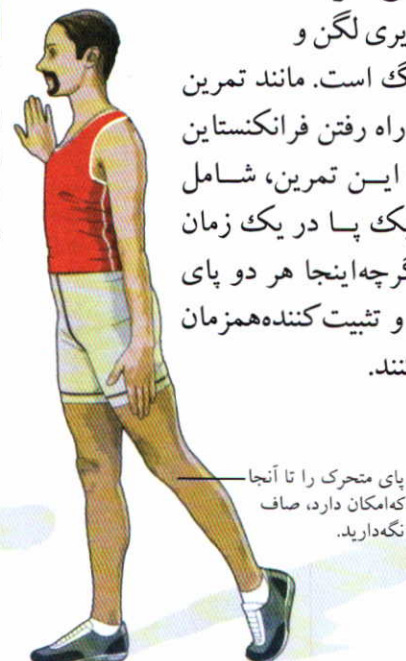 یری لگن و
گ است. مانند تمرین
راه رفتن فرانکنستاین
این تمرین، شامل
یک پا در یک زمان
گرچه‌اینجا هر دو پای
و تثبیت‌کننده‌همزمان
نند.
پای متحرک را تا آنجا
که‌امکان دارد، صاف
نگه‌دارید.